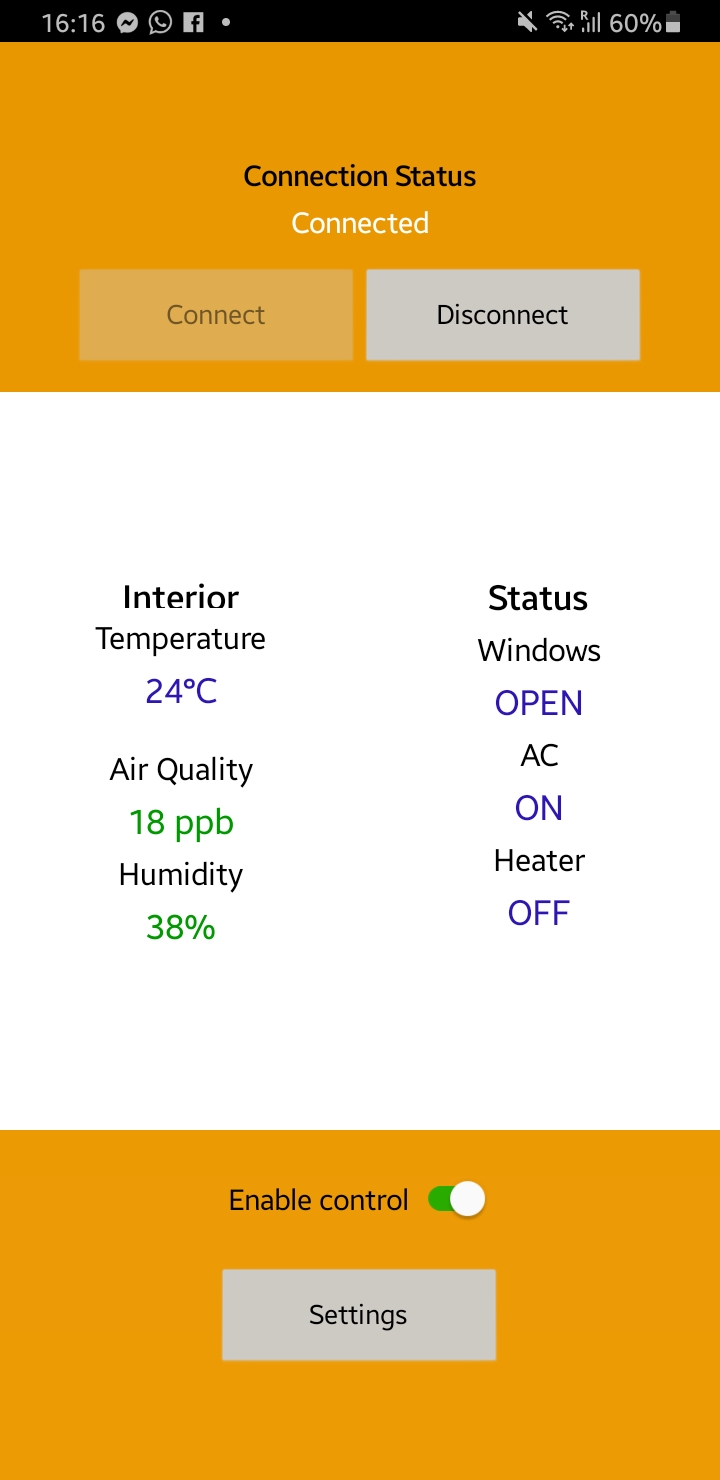 16:16
R
60%
Connection Status
Connected
Connect
Disconnect
Interior
Temperature
24°C
Air Quality
18 ppb
Humidity
38%
Status
Windows
OPEN
AC
ON
Heater
OFF
Enable control
Settings